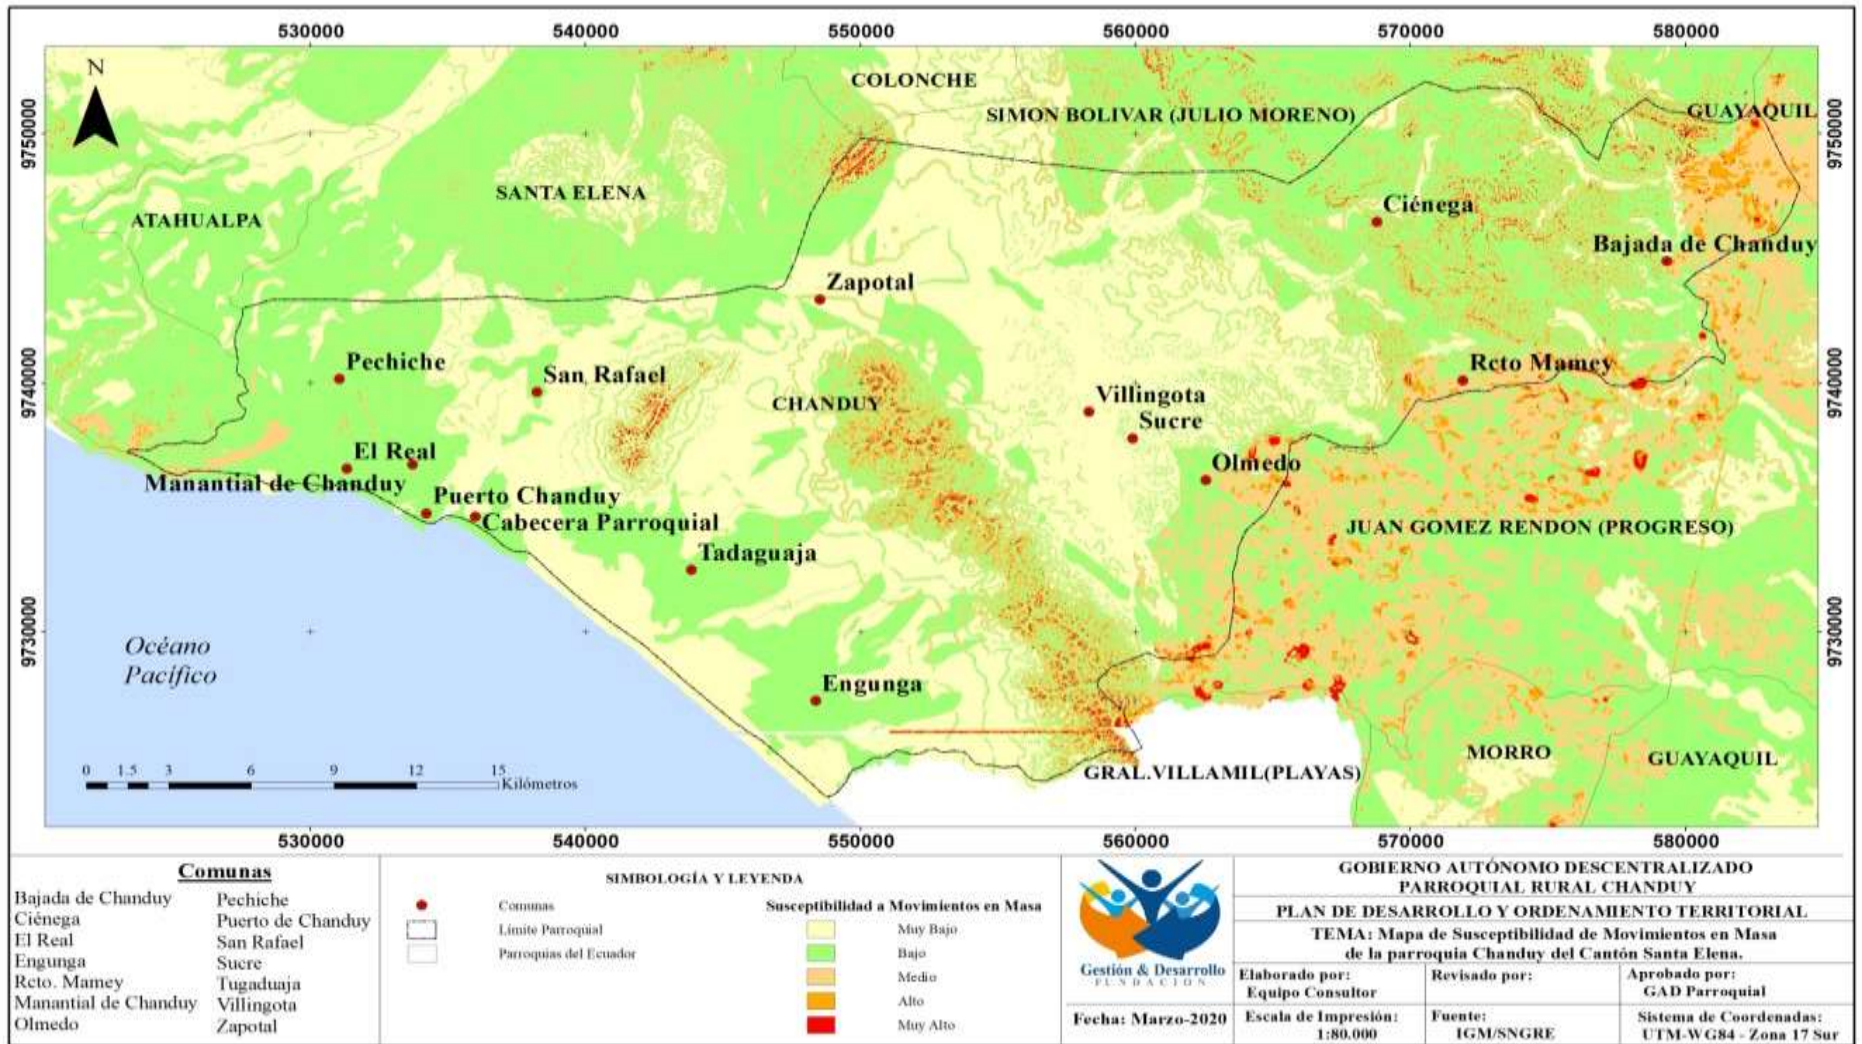 530000 540000 550000 560000 570000 580000
N
COLONCHE
SIMON BOLIVAR (JULIO MORENO)
GUAYAQUIL
9750000
9750000
SANTA ELENA
ATAHUALPA
Ciénega
Bajada de Chanduy
Zapotal
9740000
9740000
Pechiche
San Rafael
Rcto Mamey
CHANDUY
Villingota
Sucre
El Real
Olmedo
Manantial de Chanduy
Puerto Chanduy
Cabecera Parroquial
JUAN GOMEZ RENDON (PROGRESO)
Tadaguaja
9730000
9730000
Océano
Pacífico
Engunga
MORRO
GUAYAQUIL
GRAL.VILLAMIL(PLAYAS)
0 1.5 3 6 9 12 15
Kilómetros
530000 540000 550000 560000 570000 580000
Comunas
Bajada de Chanduy
Ciénega
El Real
Engunga
Rcto. Mamey
Manantial de Chanduy
Olmedo
Pechiche
Puerto de Chanduy
San Rafael
Sucre
Tugaduaja
Villingota
Zapotal
SIMBOLOGÍA Y LEYENDA
Comunas
Límite Parroquial
Parroquias del Ecuador
Susceptibilidad a Movimientos en Masa
Muy Bajo
Bajo
Medio
Alto
Muy Alto
Gestión & Desarrollo
FUNDACIÓN
Fecha: Marzo-2020
GOBIERNO AUTÓNOMO DESCENTRALIZADO
PARROQUIAL RURAL CHANDUY
PLAN DE DESARROLLO Y ORDENAMIENTO TERRITORIAL
TEMA: Mapa de Susceptibilidad de Movimientos en Masa
de la parroquia Chanduy del Cantón Santa Elena.
Elaborado por:
Equipo Consultor
Revisado por:
Aprobado por:
GAD Parroquial
Escala de Impresión:
1:80.000
Fuente:
IGM/SNGRE
Sistema de Coordenadas:
UTM-WG84 - Zona 17 Sur